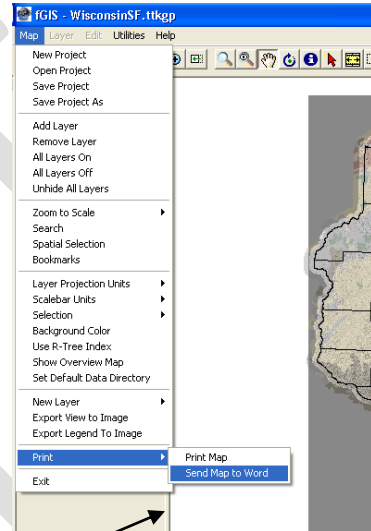 fGIS - WisconsinSF.ttkgp
Map Layer Edit Utilities Help
New Project
Open Project
Save Project
Save Project As
Add Layer
Remove Layer
All Layers On
All Layers Off
Unhide All Layers
Zoom to Scale
Search
Spatial Selection
Bookmarks
Layer Projection Units
Scalebar Units
Selection
Background Color
Use R-Tree Index
Show Overview Map
Set Default Data Directory
New Layer
Export View to Image
Export Legend To Image
Print
Print Map
Send Map to Word
Exit